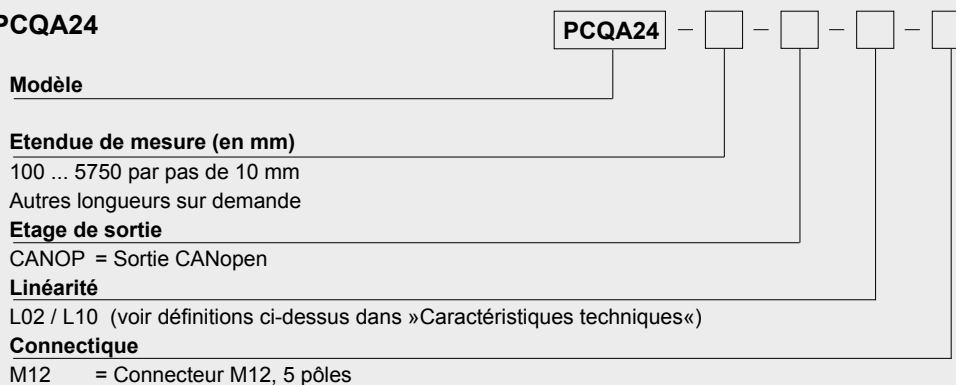 PCQA24
PCQA24 – – – –
Modèle
Etendue de mesure (en mm)
100 ... 5750 par pas de 10 mm
Autres longueurs sur demande
Etage de sortie
CANOP = Sortie CANopen
Linéarité
L02 / L10 (voir définitions ci-dessus dans »Caractéristiques techniques«)
Connectique
M12 = Connecteur M12, 5 pôles